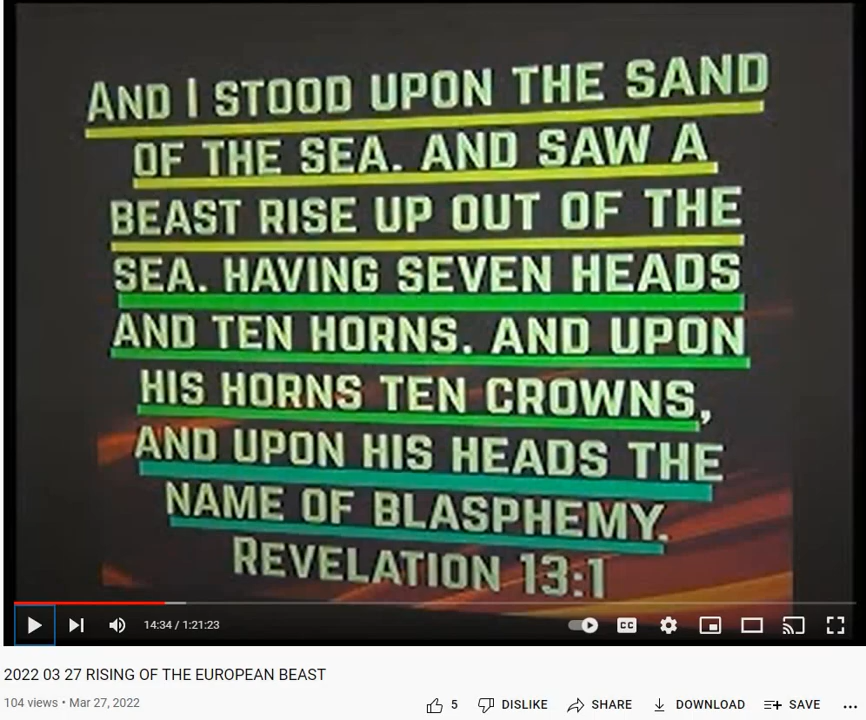 AND I STOOD UPON THE SAND
OF THE SEA. AND SAW A
BEAST RISE UP OUT OF THE
SEA. HAVING SEVEN HEADS
AND TEN HORNS. AND UPON
HIS HORNS TEN CROWNS,
AND UPON HIS HEADS THE
NAME OF BLASPHEMY.
REVELATION 13:1
14:34 / 1:21:23
CC
2022 03 27 RISING OF THE EUROPEAN BEAST
104 views • Mar 27, 2022
5 DISLIKE SHARE DOWNLOAD SAVE